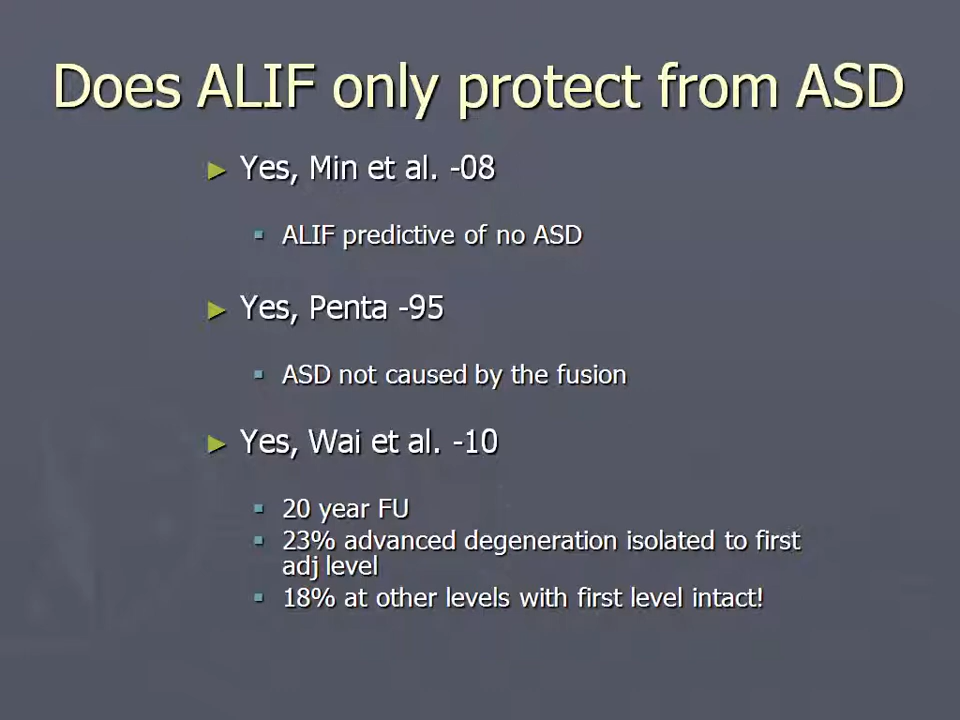 Does ALIF only protect from ASD
Yes, Min et al. -08
ALIF predictive of no ASD
Yes, Penta -95
ASD not caused by the fusion
Yes, Wai et al. -10
20 year FU
23% advanced degeneration isolated to first
adj level
18% at other levels with first level intact!